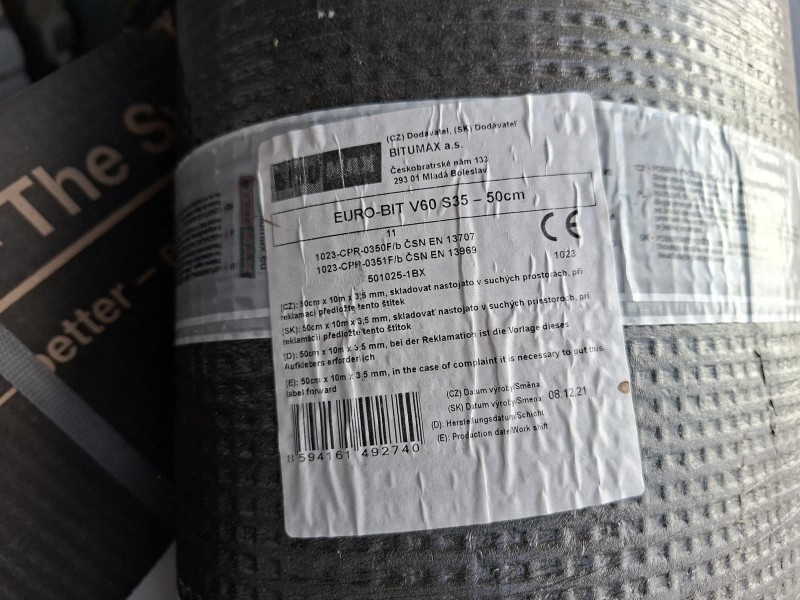 The S
better – e
BITUMAX
(CZ) Dodavatel, (SK) Dodávateľ
BITUMAX a.s.
Českobratrské nám 133
293 01 Mladá Boleslav
EURO-BIT V60 S35 – 50cm
11
1023-CPR-0350F/b ČSN EN 13707
1023-CPR-0351F/b ČSN EN 13969
501025-1BX
CE
1023
(CZ): 50cm x 10m x 3,5 mm, skladovat nastojato v suchých prostorách, při
reklamaci předložte tento štítek
(SK): 50cm x 10m x 3,5 mm, skladovať nastojato v suchých priestoroch, pri
reklamácii predložte tento štítok
(D): 50cm x 10m x 3,5 mm, bei der Reklamation ist die Vorlage dieses
Aufklebers erforderlich
(E): 50cm x 10m x 3,5 mm, in the case of complaint it is necessary to put this
label forward
(CZ) Datum výroby/Směna
(SK) Dátum výroby/Smena 08.12.21
(D): Herstellungsdatum/Schicht
(E): Production date/Work shift
8 594161 492740